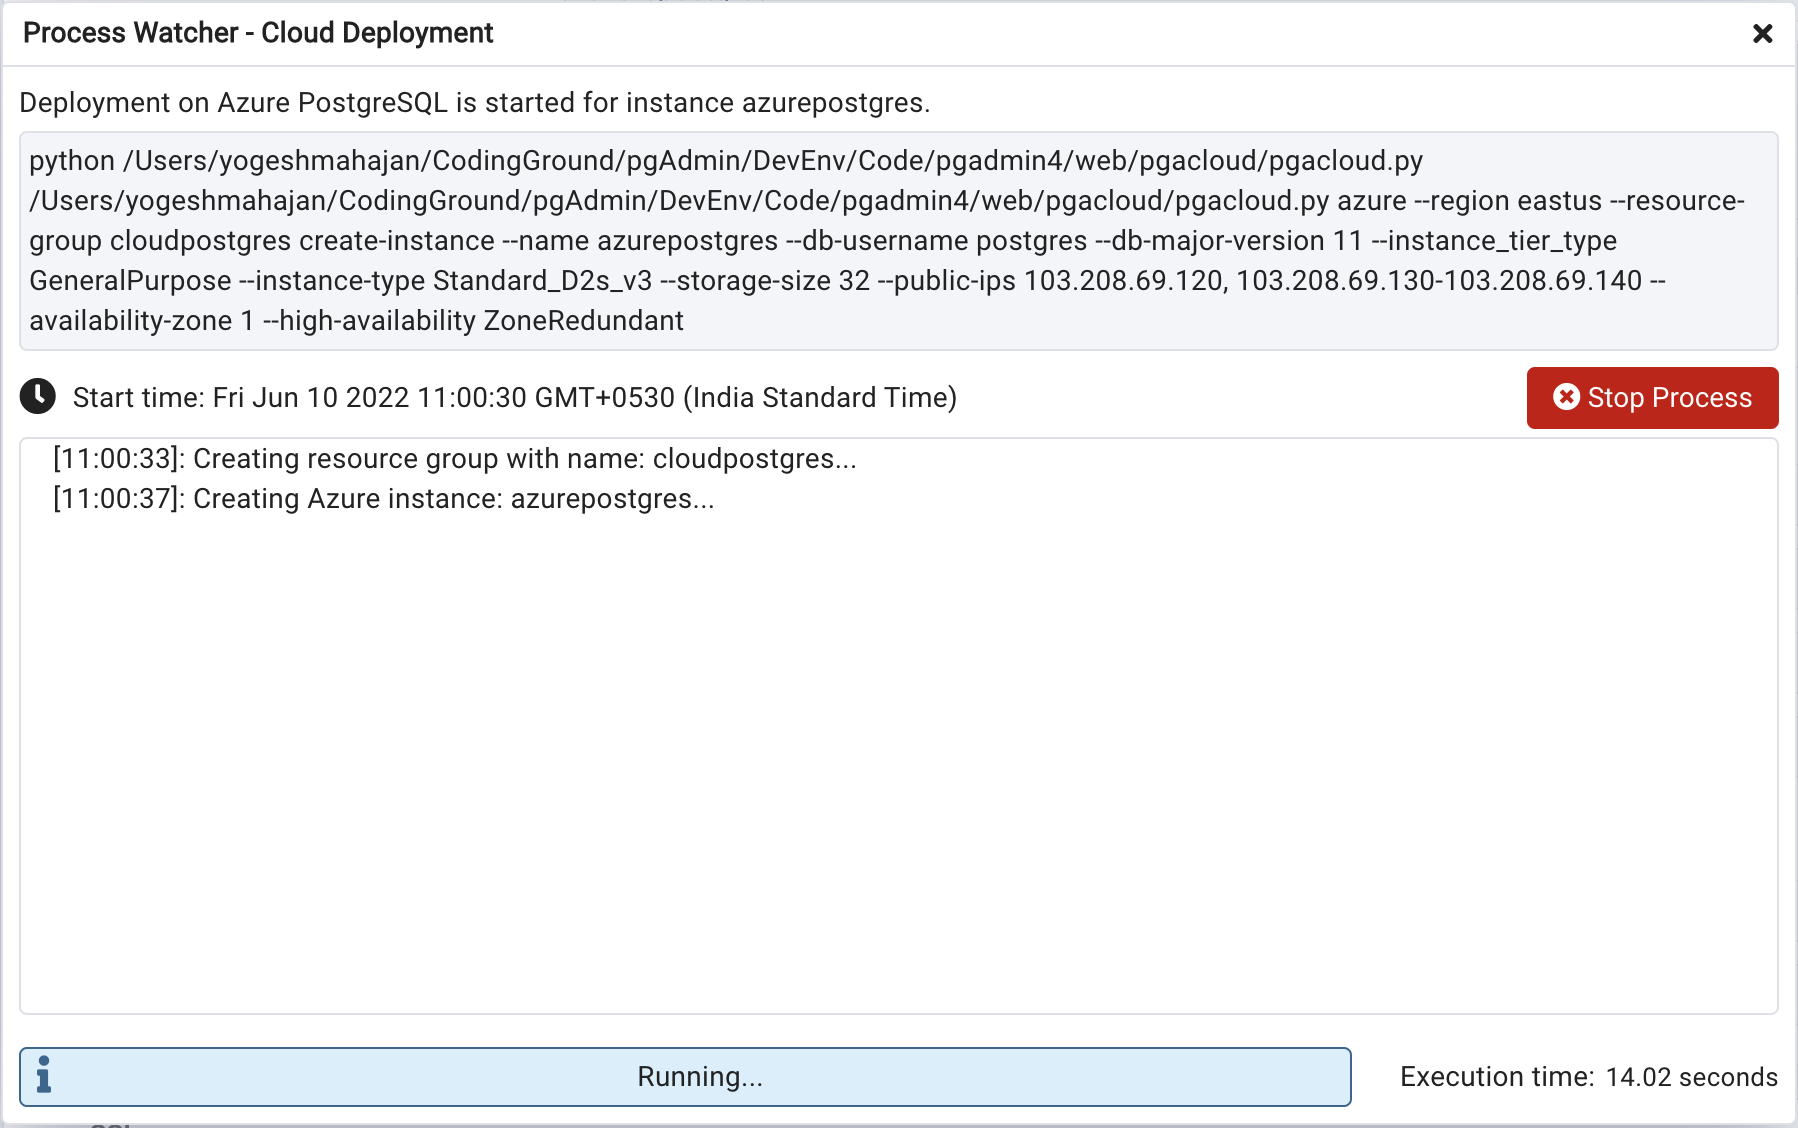 Process Watcher - Cloud Deployment
Deployment on Azure PostgreSQL is started for instance azurepostgres.
python /Users/yogeshmahajan/CodingGround/pgAdmin/DevEnv/Code/pgadmin4/web/pgacloud/pgacloud.py
/Users/yogeshmahajan/CodingGround/pgAdmin/DevEnv/Code/pgadmin4/web/pgacloud/pgacloud.py azure --region eastus --resource-
group cloudpostgres create-instance --name azurepostgres --db-username postgres --db-major-version 11 --instance_tier_type
GeneralPurpose --instance-type Standard_D2s_v3 --storage-size 32 --public-ips 103.208.69.120, 103.208.69.130-103.208.69.140 --
availability-zone 1 --high-availability ZoneRedundant
Start time: Fri Jun 10 2022 11:00:30 GMT+0530 (India Standard Time)
Stop Process
[11:00:33]: Creating resource group with name: cloudpostgres...
[11:00:37]: Creating Azure instance: azurepostgres...
Running...
Execution time: 14.02 seconds